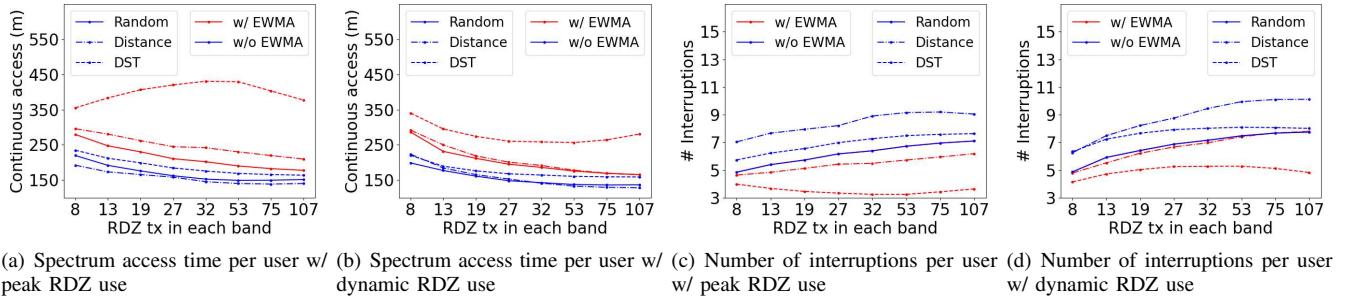 Continuous access (m)
550
450
350
250
150
Random
Distance
DST
w/ EWMA
w/o EWMA
8 13 19 27 32 53 75 107
RDZ tx in each band
Continuous access (m)
550
450
350
250
150
Random
Distance
DST
w/ EWMA
w/o EWMA
8 13 19 27 32 53 75 107
RDZ tx in each band
# Interruptions
15
13
11
9
7
5
3
w/ EWMA
w/o EWMA
Random
Distance
DST
8 13 19 27 32 53 75 107
RDZ tx in each band
# Interruptions
15
13
11
9
7
5
3
w/ EWMA
w/o EWMA
Random
Distance
DST
8 13 19 27 32 53 75 107
RDZ tx in each band
(a) Spectrum access time per user w/
peak RDZ use
(b) Spectrum access time per user w/
dynamic RDZ use
(c) Number of interruptions per user
w/ peak RDZ use
(d) Number of interruptions per user
w/ dynamic RDZ use